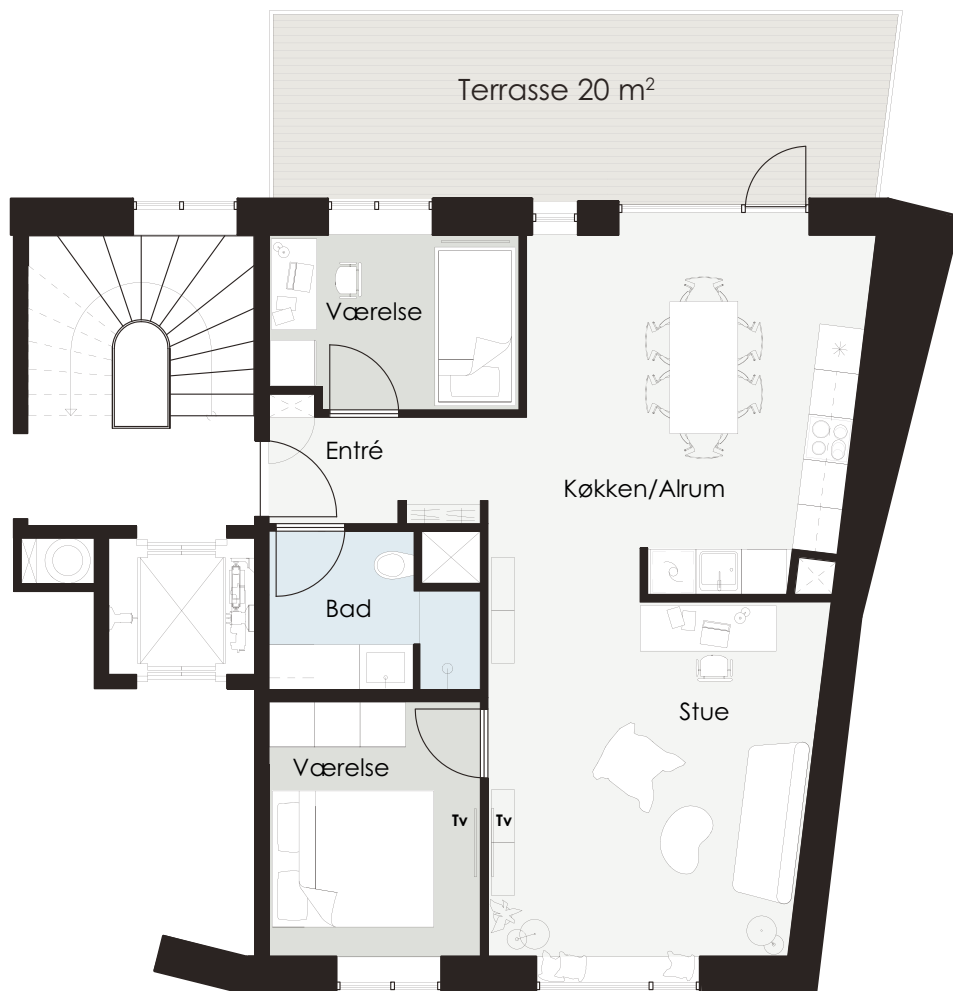 Terrasse 20 m²
Værelse
Entré
Køkken/Alrum
Bad
Stue
Værelse
Tv
Tv